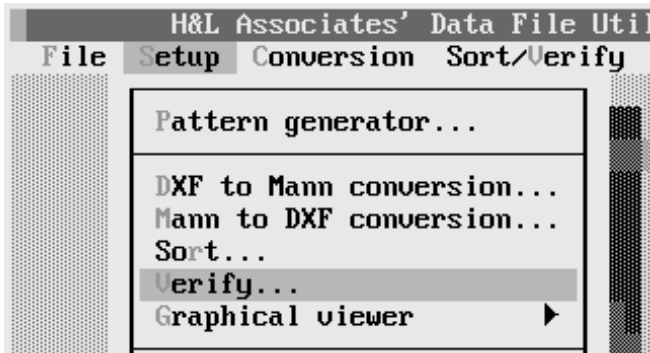 H&L Associates' Data File Util
File Setup Conversion Sort/Verify
Pattern generator...
DXF to Mann conversion...
Mann to DXF conversion...
Sort...
Verify...
Graphical viewer